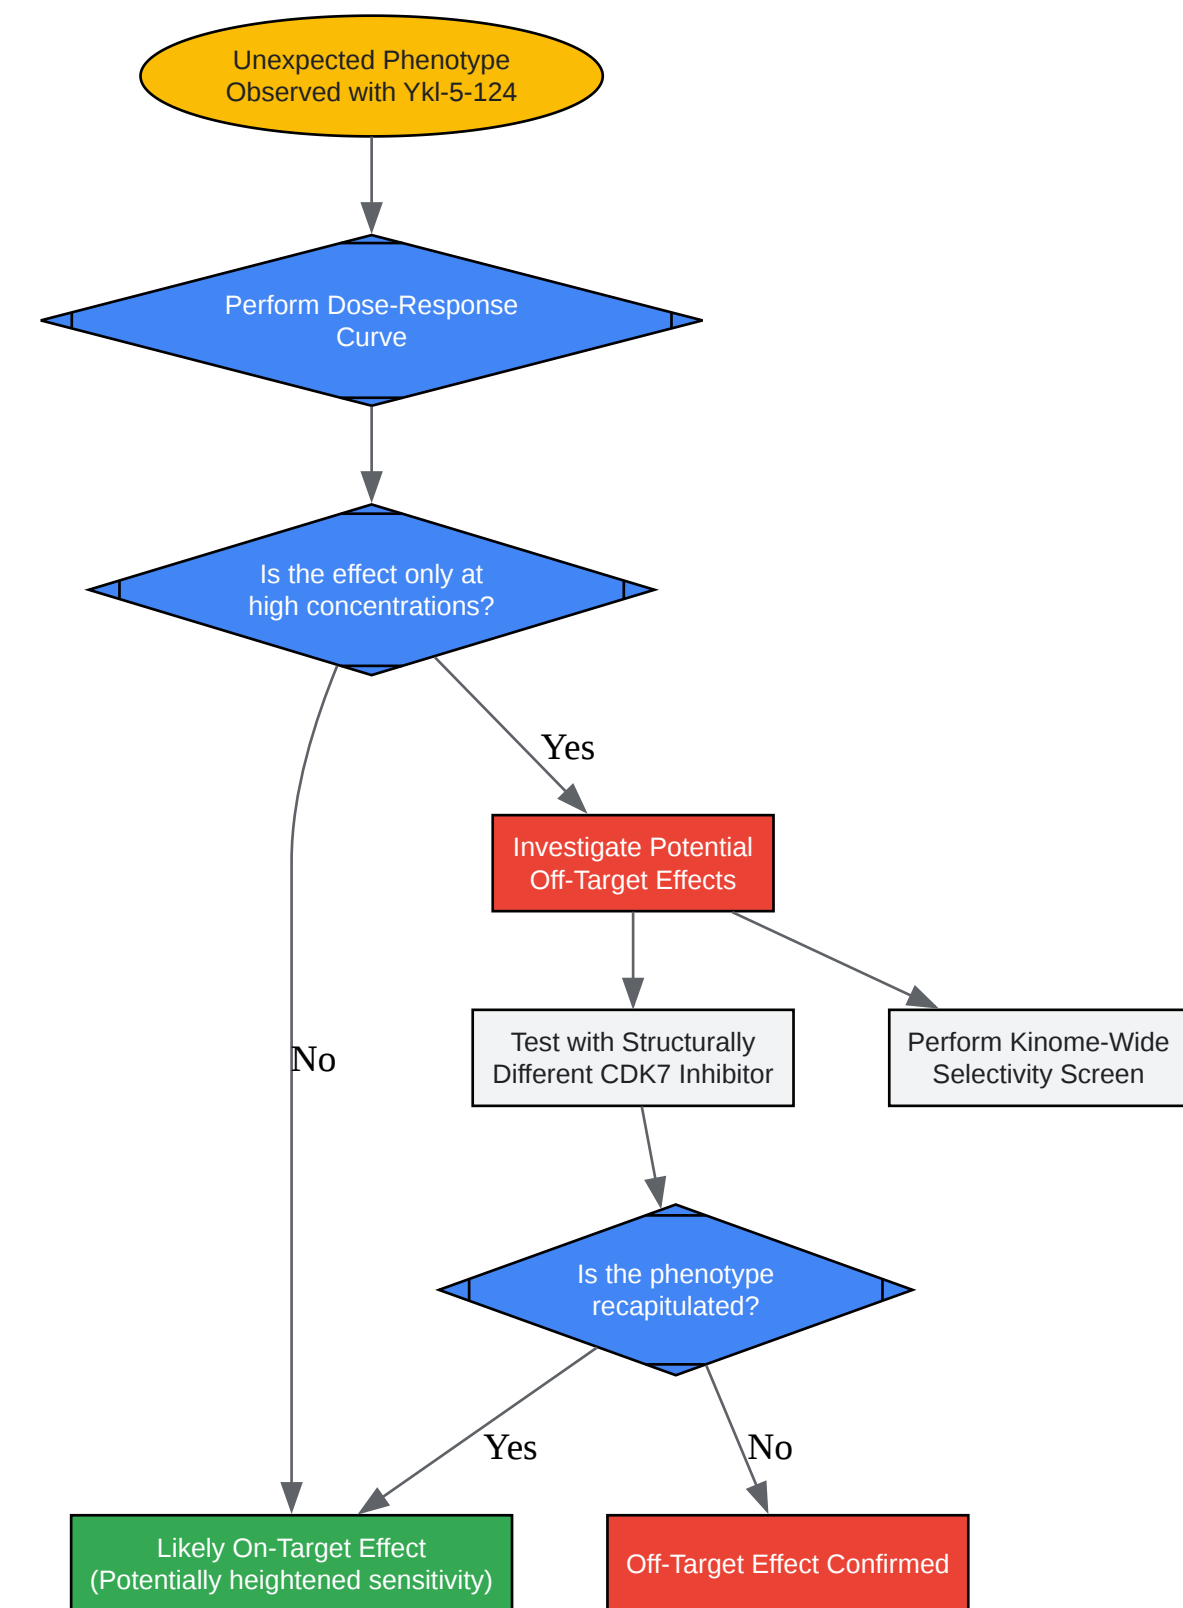 Unexpected Phenotype
Observed with Ykl-5-124
Perform Dose-Response
Curve
Is the effect only at
high concentrations?
Yes
Investigate Potential
Off-Target Effects
No
Test with Structurally
Different CDK7 Inhibitor
Perform Kinome-Wide
Selectivity Screen
Is the phenotype
recapitulated?
Yes
No
Likely On-Target Effect
(Potentially heightened sensitivity)
Off-Target Effect Confirmed